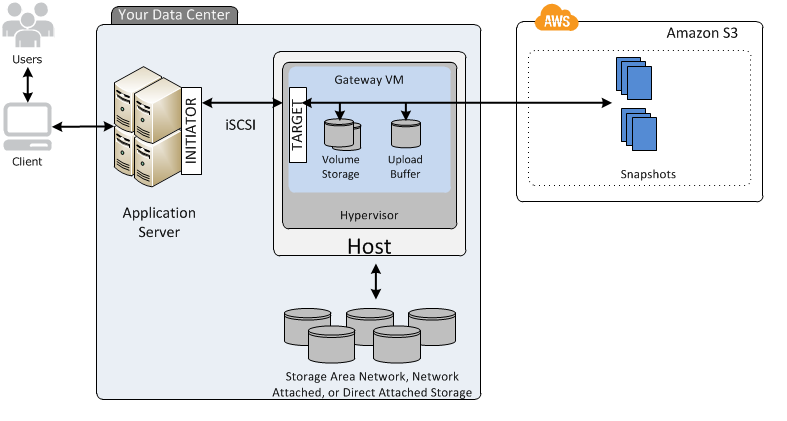 Your Data Center
AWS
Amazon S3
Users
Gateway VM
INITIATOR
iSCSI
TARGET
Client
Volume
Storage
Upload
Buffer
Snapshots
Application
Server
Hypervisor
Host
Storage Area Network, Network
Attached, or Direct Attached Storage